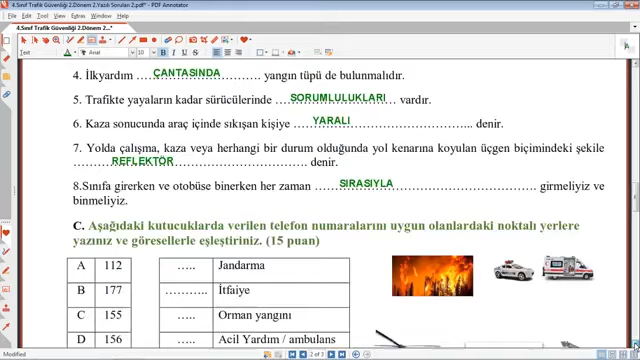 4.Sınıf Trafik Güvenliği 2.Dönem 2.Yazılı Soruları 2.pdf* - PDF Annotator
File Edit Extras View Window Help
4.Sınıf Trafik Güvenliği 2.Dönem 2...*
Text Arial 10
4. İlkyardım …ÇANTASINDA… yangın tüpü de bulunmalıdır.
5. Trafikte yayaların kadar sürücülerinde …SORUMLULUKLARI… vardır.
6. Kaza sonucunda araç içinde sıkışan kişiye …YARALI… denir.
7. Yolda çalışma, kaza veya herhangi bir durum olduğunda yol kenarına koyulan üçgen biçimindeki şekile
…REFLEKTÖR… denir.
8.Sınıfa girerken ve otobüse binerken her zaman …SIRASIYLA… girmeliyiz ve
binmeliyiz.
C. Aşağıdaki kutucuklarda verilen telefon numaralarını uygun olanlardaki noktalı yerlere
yazınız ve göresellerle eşleştiriniz. (15 puan)
A 112 ….. Jandarma
B 177 ……….. İtfaiye
C 155 ….. Orman yangını
D 156 ….. Acil Yardım / ambulans
Modified 2 of 3